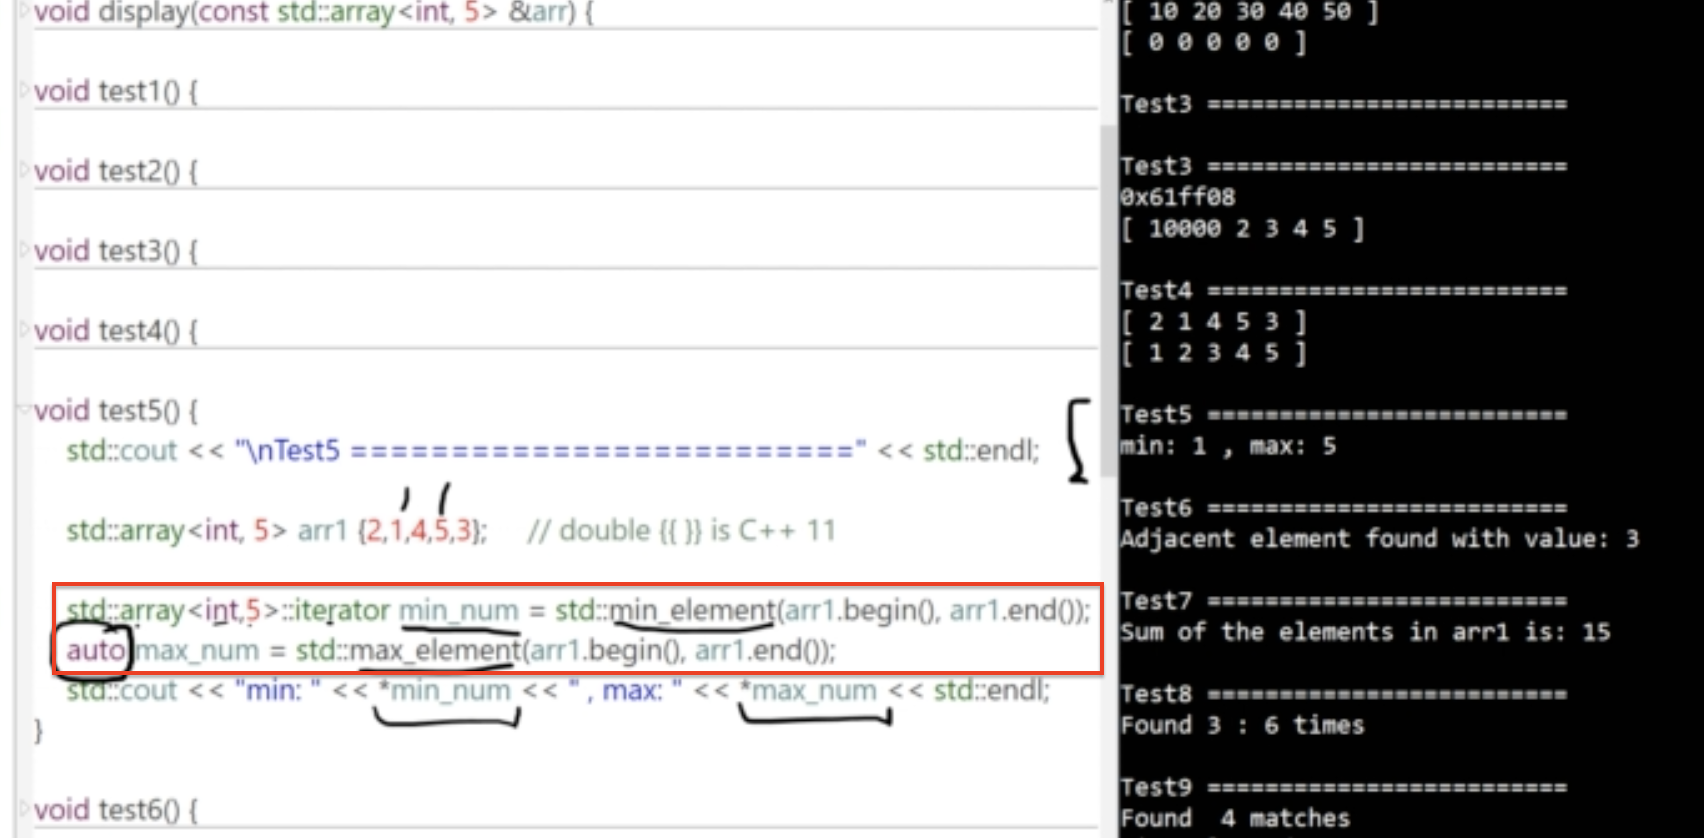 void display(const std::array<int, 5> &arr) {
void test1() {
void test2() {
void test3() {
void test4() {
void test5() {
std::cout << "\nTest5 =========================" << std::endl;
std::array<int, 5> arr1 {2,1,4,5,3}; // double {{ }} is C++ 11
std::array<int,5>::iterator min_num = std::min_element(arr1.begin(), arr1.end());
auto max_num = std::max_element(arr1.begin(), arr1.end());
std::cout << "min: " << *min_num << " , max: " << *max_num << std::endl;
}
void test6() {
[ 10 20 30 40 50 ]
[ 0 0 0 0 0 ]
Test3 =========================
Test3 =========================
0x61ff08
[ 10000 2 3 4 5 ]
Test4 =========================
[ 2 1 4 5 3 ]
[ 1 2 3 4 5 ]
Test5 =========================
min: 1 , max: 5
Test6 =========================
Adjacent element found with value: 3
Test7 =========================
Sum of the elements in arr1 is: 15
Test8 =========================
Found 3 : 6 times
Test9 =========================
Found  4 matches